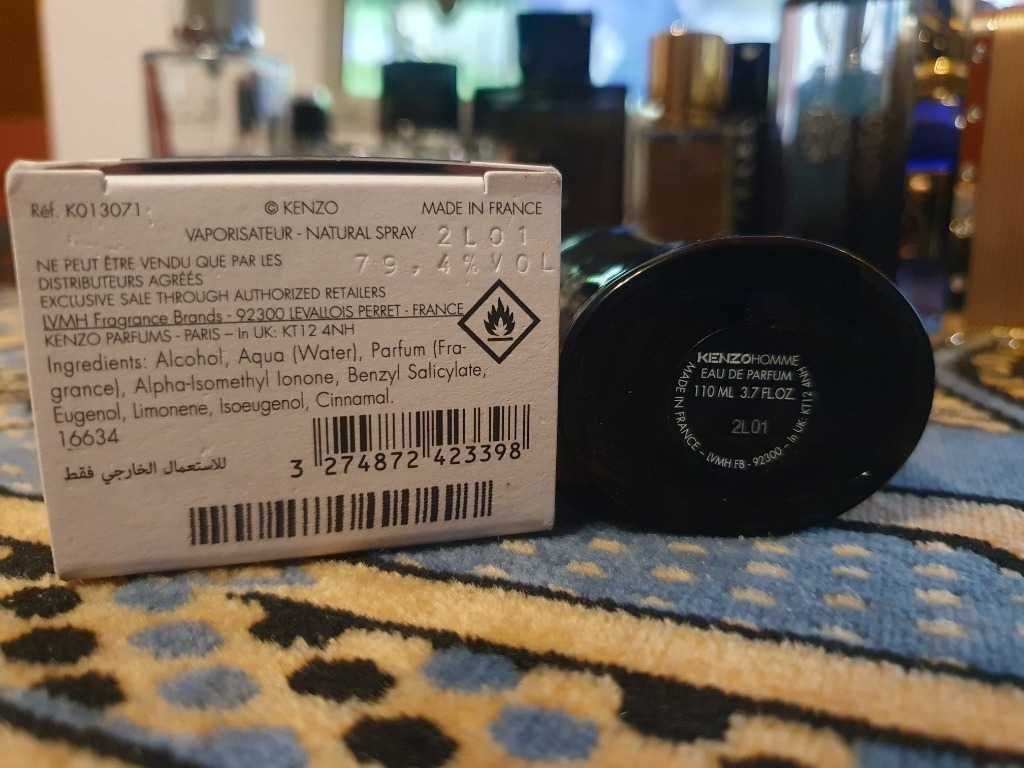 Réf. K013071 © KENZO MADE IN FRANCE
VAPORISATEUR - NATURAL SPRAY 2L01
79,4%VOL
NE PEUT ÊTRE VENDU QUE PAR LES
DISTRIBUTEURS AGRÉÉS
EXCLUSIVE SALE THROUGH AUTHORIZED RETAILERS
LVMH Fragrance Brands - 92300 LEVALLOIS PERRET - FRANCE
KENZO PARFUMS - PARIS – In UK: KT12 4NH
Ingredients: Alcohol, Aqua (Water), Parfum (Fra-
grance), Alpha-Isomethyl Ionone, Benzyl Salicylate,
Eugenol, Limonene, Isoeugenol, Cinnamal.
16634
للاستعمال الخارجي فقط
3 274872 423398
KENZOHOMME
EAU DE PARFUM
110 ML 3.7 FL.OZ.
2L01
MADE IN FRANCE – LVMH FB - 92300 – In UK: KT12 4NH